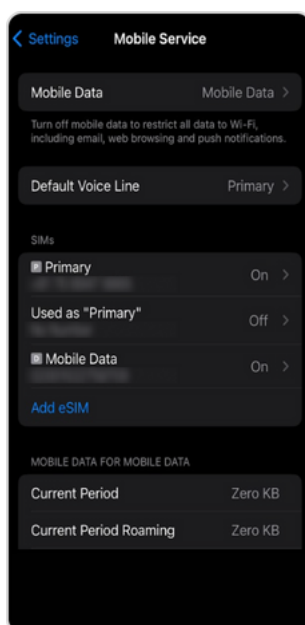 Settings
Mobile Service
Mobile Data
Mobile Data
Turn off mobile data to restrict all data to Wi-Fi,
including email, web browsing and push notifications.
Default Voice Line
Primary
SIMs
P Primary
On
Used as "Primary"
Off
D Mobile Data
On
Add eSIM
MOBILE DATA FOR MOBILE DATA
Current Period
Zero KB
Current Period Roaming
Zero KB